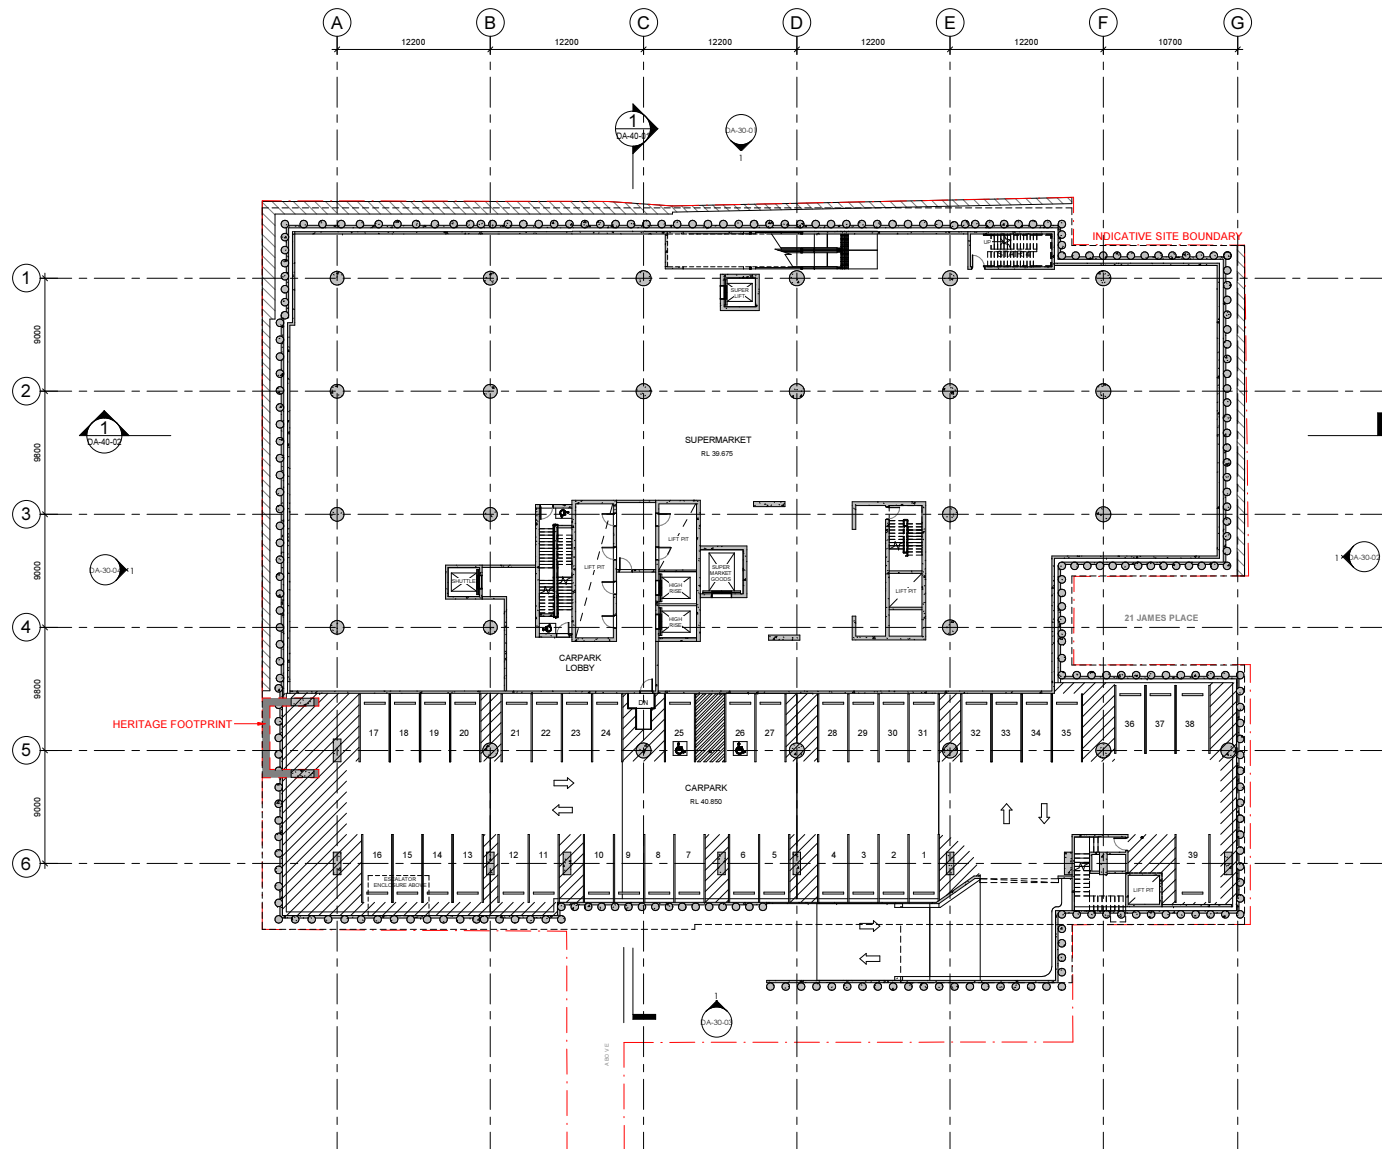 A B C D E F G
12200 12200 12200 12200 12200 10700
1
DA-40-01
DA-30-01
1
INDICATIVE SITE BOUNDARY
UP
1
SUPER
LIFT
9000
2
1
DA-40-02
9800
SUPERMARKET
RL 39.675
3
LIFT PIT
LIFT PIT
9000
1
1
DA-30-02
SHUTTLE
SUPER
MARKET
GOODS
HIGH
RISE
LIFT PIT
HIGH
RISE
4
21 JAMES PLACE
CARPARK
LOBBY
9800
DN
HERITAGE FOOTPRINT
17 18 19 20 21 22 23 24 25 26 27 28 29 30 31 32 33 34 35 36 37 38
5
CARPARK
RL 40.850
9000
6
16 15 14 13 12 11 10 9 8 7 6 5 4 3 2 1 39
ESCALATOR
ENCLOSURE ABOVE
LIFT PIT
1
DA-30-03
ABOVE